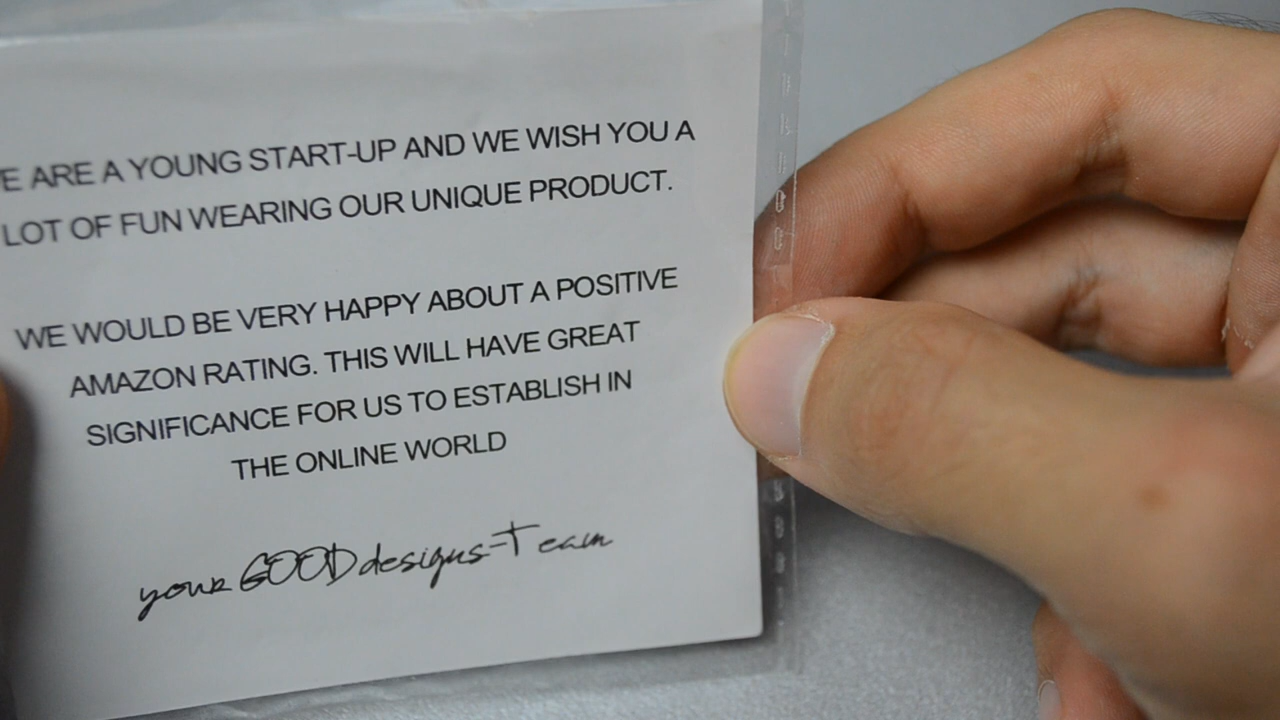 E ARE A YOUNG START-UP AND WE WISH YOU A
LOT OF FUN WEARING OUR UNIQUE PRODUCT.
WE WOULD BE VERY HAPPY ABOUT A POSITIVE
AMAZON RATING. THIS WILL HAVE GREAT
SIGNIFICANCE FOR US TO ESTABLISH IN
THE ONLINE WORLD
your GOODdesigns-Team